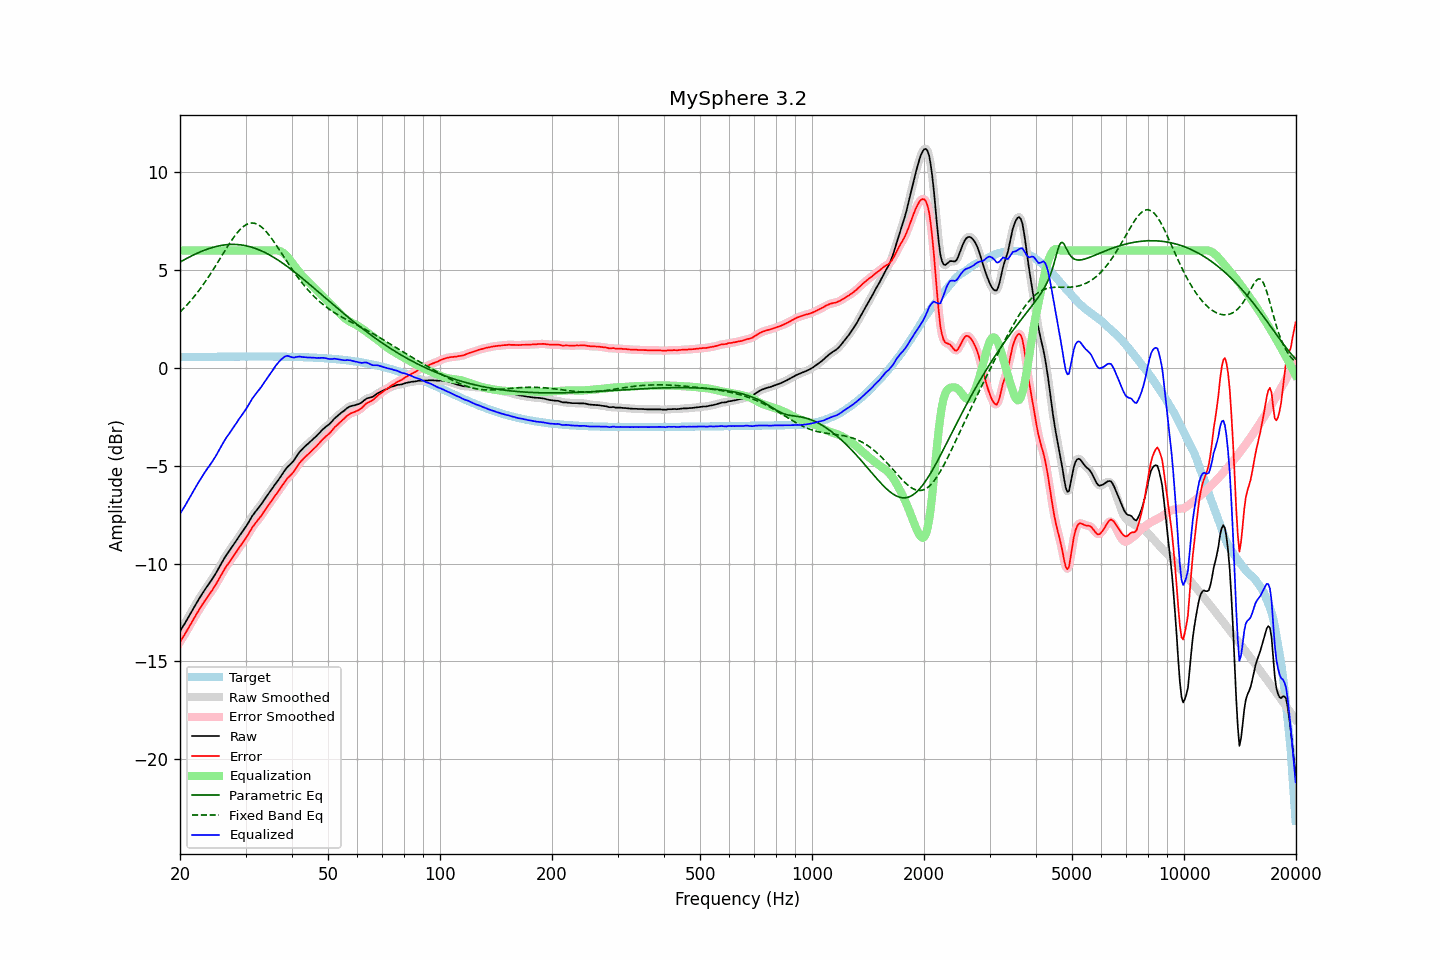 MySphere 3.2
Amplitude (dBr)
10
5
0
−5
−10
−15
−20
Target
Raw Smoothed
Error Smoothed
Raw
Error
Equalization
Parametric Eq
Fixed Band Eq
Equalized
20
50
100
200
500
1000
2000
5000
10000
20000
Frequency (Hz)